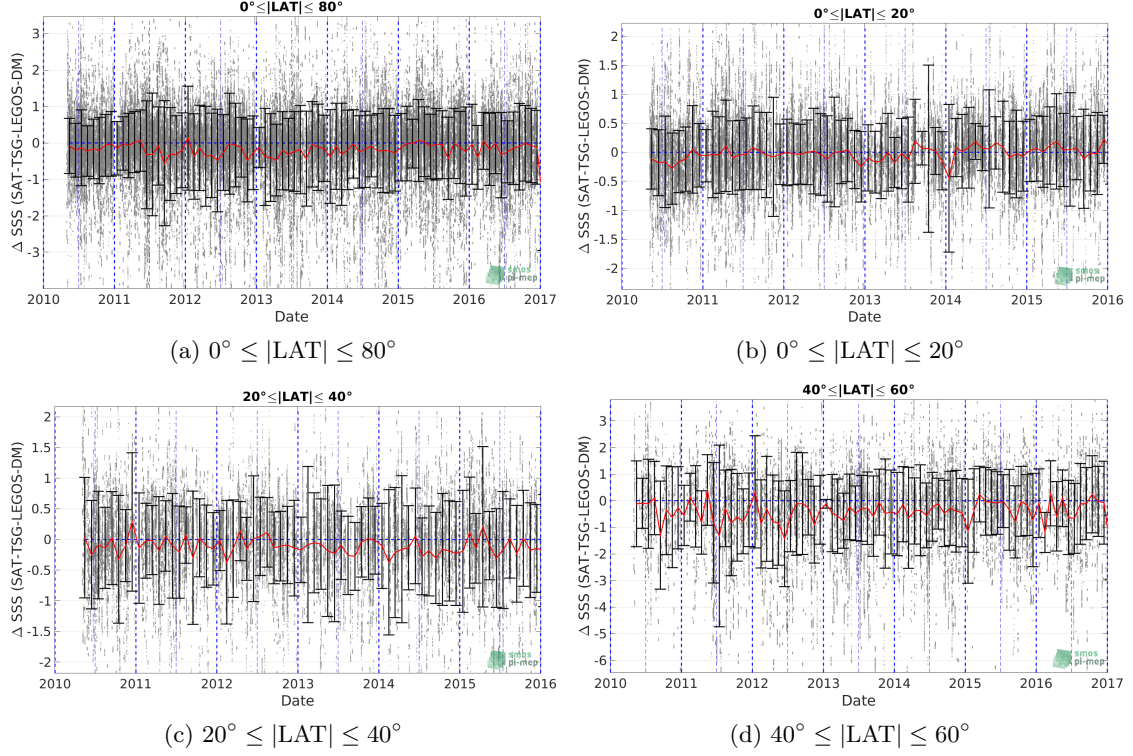 0°≤|LAT|≤ 80°
Δ SSS (SAT-TSG-LEGOS-DM)
3
2
1
0
-1
-2
-3
2010 2011 2012 2013 2014 2015 2016 2017
Date
smos
pi-mep
(a) 0° ≤ |LAT| ≤ 80°
0°≤|LAT|≤ 20°
Δ SSS (SAT-TSG-LEGOS-DM)
2
1.5
1
0.5
0
-0.5
-1
-1.5
-2
2010 2011 2012 2013 2014 2015 2016
Date
smos
pi-mep
(b) 0° ≤ |LAT| ≤ 20°
20°≤|LAT|≤ 40°
Δ SSS (SAT-TSG-LEGOS-DM)
2
1.5
1
0.5
0
-0.5
-1
-1.5
-2
2010 2011 2012 2013 2014 2015 2016
Date
smos
pi-mep
(c) 20° ≤ |LAT| ≤ 40°
40°≤|LAT|≤ 60°
Δ SSS (SAT-TSG-LEGOS-DM)
3
2
1
0
-1
-2
-3
-4
-5
-6
2010 2011 2012 2013 2014 2015 2016 2017
Date
smos
pi-mep
(d) 40° ≤ |LAT| ≤ 60°